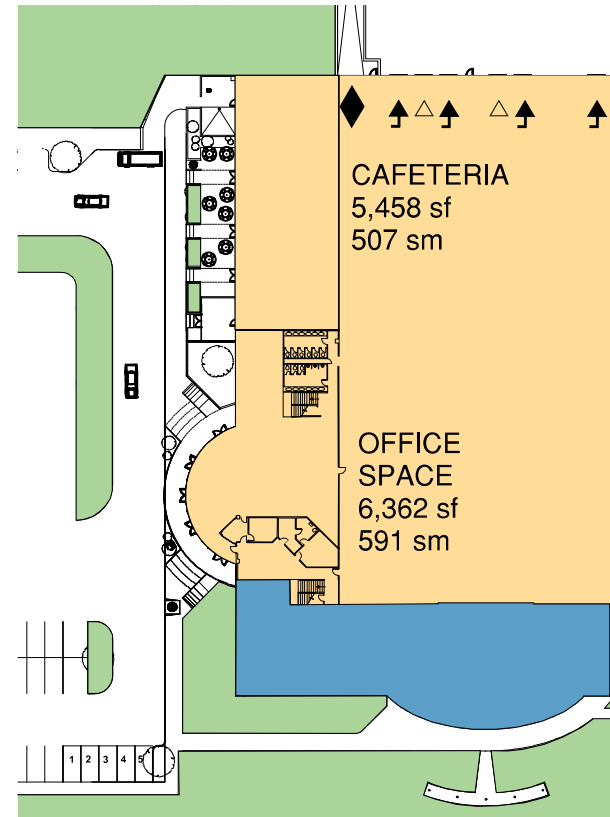 CAFETERIA
5,458 sf
507 sm
OFFICE
SPACE
6,362 sf
591 sm
1 2 3 4 5